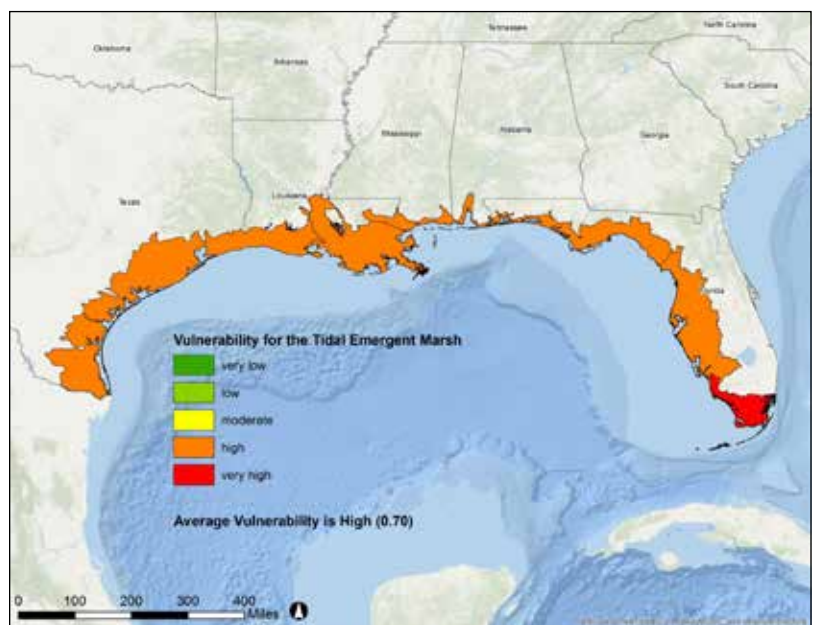 North Carolina
Tennessee
Oklahoma
Arkansas
South Carolina
Mississippi
Alabama
Georgia
Louisiana
Texas
Vulnerability for the Tidal Emergent Marsh
very low
low
moderate
high
very high
Average Vulnerability is High (0.70)
0 100 200 300 400
Miles